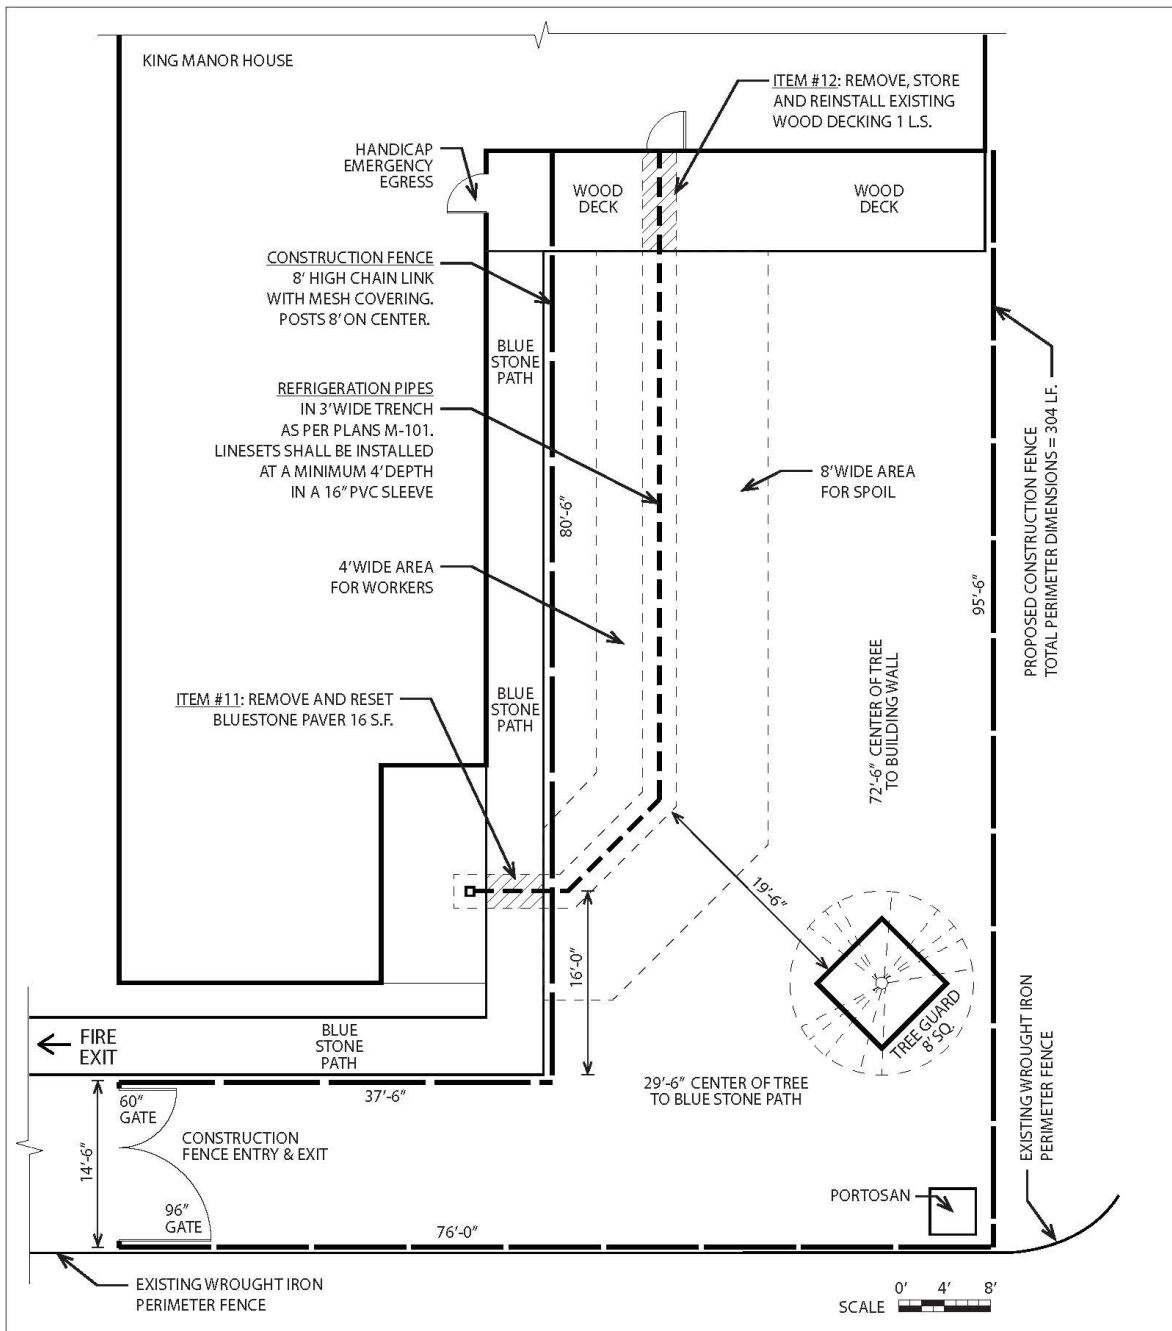 KING MANOR HOUSE
ITEM #12: REMOVE, STORE
AND REINSTALL EXISTING
WOOD DECKING 1 L.S.
HANDICAP
EMERGENCY
EGRESS
WOOD
DECK
WOOD
DECK
CONSTRUCTION FENCE
8' HIGH CHAIN LINK
WITH MESH COVERING.
POSTS 8' ON CENTER.
BLUE
STONE
PATH
REFRIGERATION PIPES
IN 3' WIDE TRENCH
AS PER PLANS M-101.
LINESETS SHALL BE INSTALLED
AT A MINIMUM 4' DEPTH
IN A 16" PVC SLEEVE
80'-6"
8' WIDE AREA
FOR SPOIL
PROPOSED CONSTRUCTION FENCE
TOTAL PERIMETER DIMENSIONS = 304 LF.
4' WIDE AREA
FOR WORKERS
95'-6"
ITEM #11: REMOVE AND RESET
BLUESTONE PAVER 16 S.F.
BLUE
STONE
PATH
72'-6" CENTER OF TREE
TO BUILDING WALL
19'-6"
16'-0"
TREE GUARD
8' SQ.
EXISTING WROUGHT IRON
PERIMETER FENCE
FIRE
EXIT
BLUE
STONE
PATH
29'-6" CENTER OF TREE
TO BLUE STONE PATH
37'-6"
60"
GATE
14'-6"
CONSTRUCTION
FENCE ENTRY & EXIT
96"
GATE
76'-0"
PORTOSAN
EXISTING WROUGHT IRON
PERIMETER FENCE
0' 4' 8'
SCALE